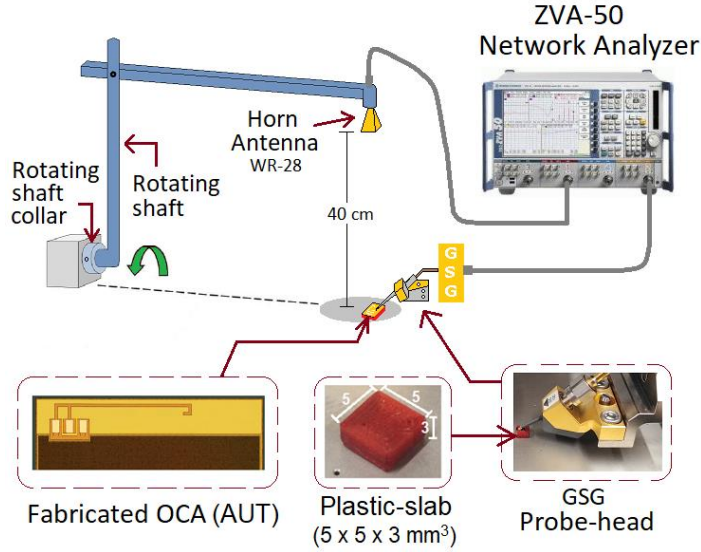 ZVA-50
Network Analyzer
Horn
Antenna
WR-28
Rotating
shaft
collar
Rotating
shaft
40 cm
G
S
G
5
5
3
Fabricated OCA (AUT)
Plastic-slab
(5 x 5 x 3 mm³)
GSG
Probe-head